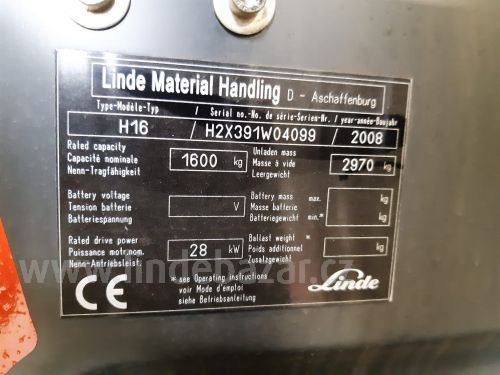 Linde Material Handling D - Aschaffenburg
Type-Modèle-Typ / Serial no.-No. de série-Serien-Nr. / year-année-Baujahr
H16 / H2X391W04099 / 2008
Rated capacity
Capacité nominale 1600 kg
Nenn-Tragfähigkeit
Unladen mass
Masse à vide 2970 kg
Leergewicht
Battery voltage
Tension batterie V
Batteriespannung
Battery mass max. kg
Masse batterie
Batteriegewicht min.* kg
Rated drive power
Puissance motr.nom. 28 kW
Nenn-Antriebsleist.
Ballast weight *
Poids additionnel kg
Zusatzgewicht
CE
* see Operating instructions
voir Mode d'emploi
siehe Betriebsanleitung
Linde
www.lindebazar.cz